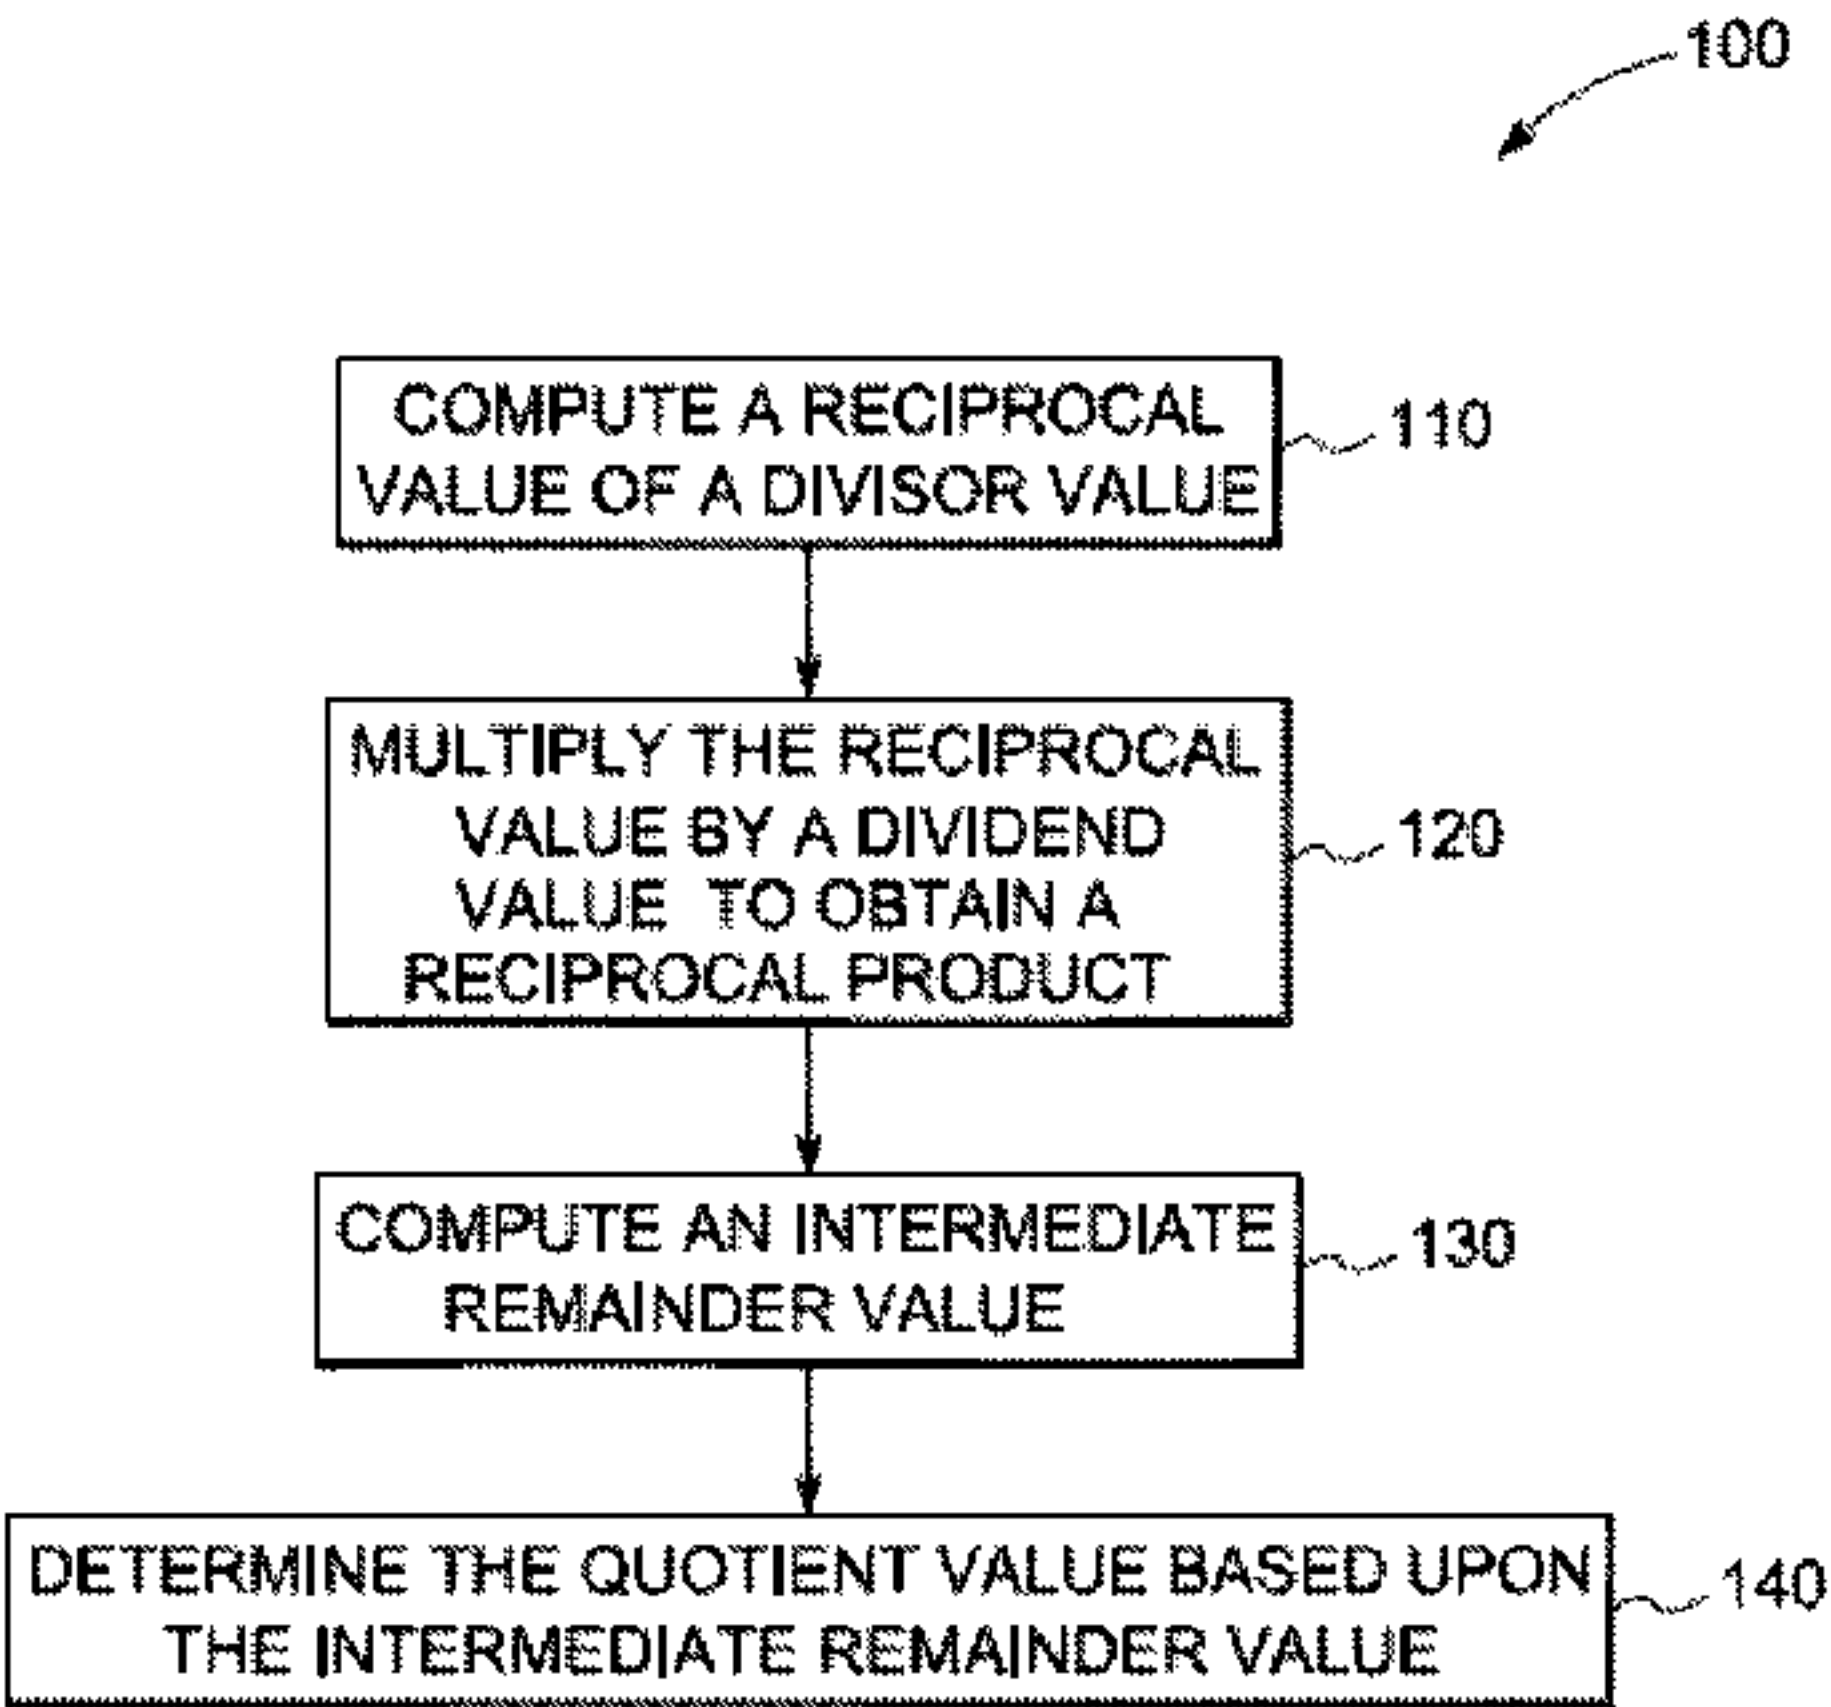 100
COMPUTE A RECIPROCAL
VALUE OF A DIVISOR VALUE
110
MULTIPLY THE RECIPROCAL
VALUE BY A DIVIDEND
VALUE TO OBTAIN A
RECIPROCAL PRODUCT
120
COMPUTE AN INTERMEDIATE
REMAINDER VALUE
130
DETERMINE THE QUOTIENT VALUE BASED UPON
THE INTERMEDIATE REMAINDER VALUE
140